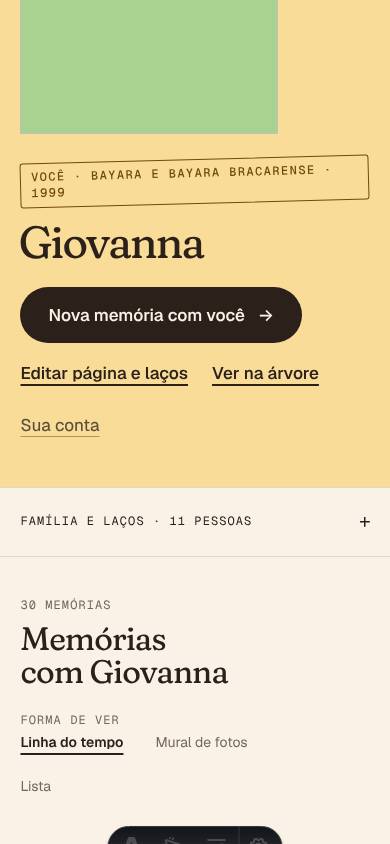 VOCÊ · BAYARA E BAYARA BRACARENSE ·
1999
Giovanna
Nova memória com você →
Editar página e laços Ver na árvore
Sua conta
FAMÍLIA E LAÇOS · 11 PESSOAS +
30 MEMÓRIAS
Memórias
com Giovanna
FORMA DE VER
Linha do tempo Mural de fotos
Lista